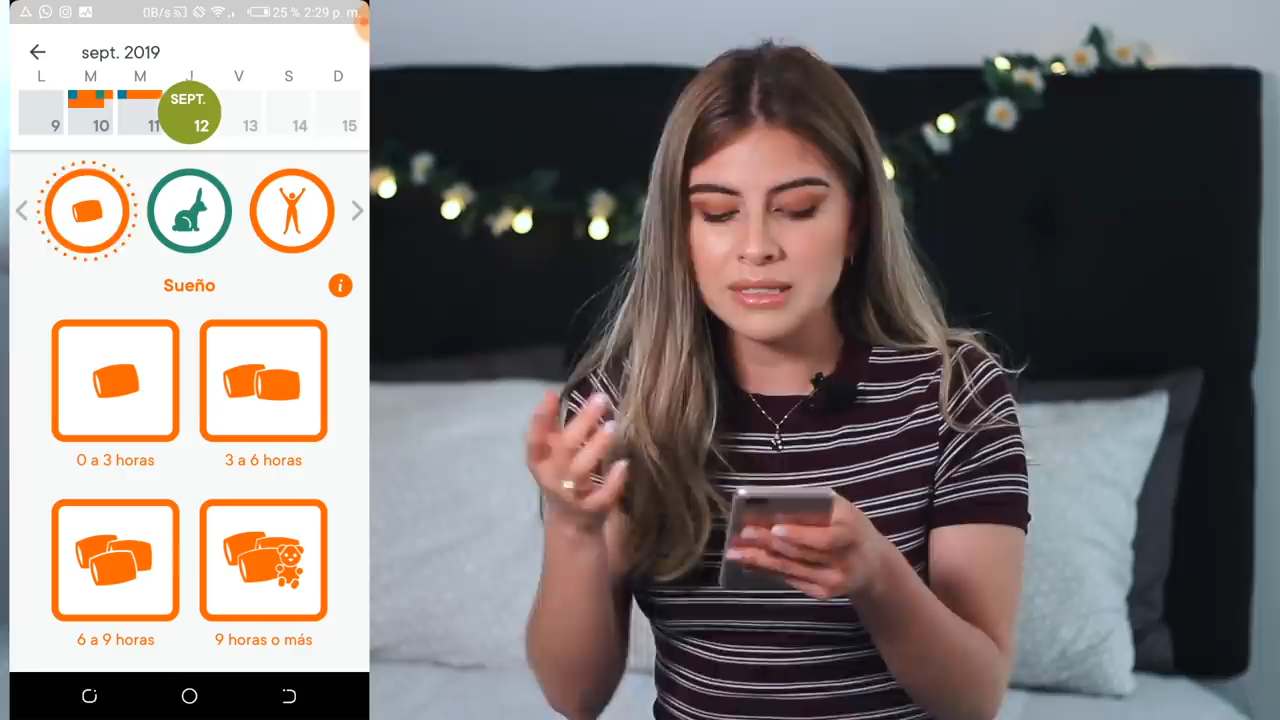 0B/s 25 % 2:29 p. m.
sept. 2019
L M M J V S D
SEPT.
9 10 11 12 13 14 15
Sueño
i
0 a 3 horas 3 a 6 horas
6 a 9 horas 9 horas o más